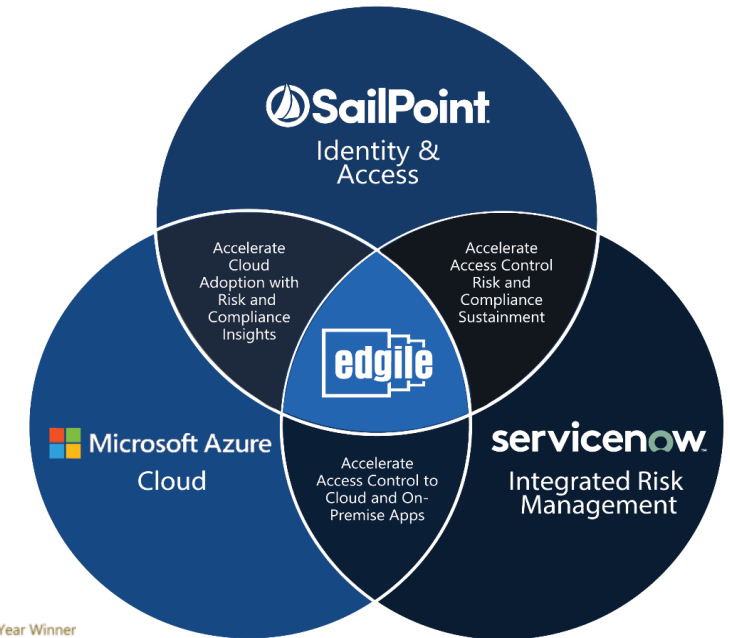 SailPoint
Identity &
Access
Accelerate
Cloud
Adoption with
Risk and
Compliance
Insights
Accelerate
Access Control
Risk and
Compliance
Sustainment
edgile
Microsoft Azure
Cloud
servicenow
Integrated Risk
Management
Accelerate
Access Control to
Cloud and On-
Premise Apps
Year Winner